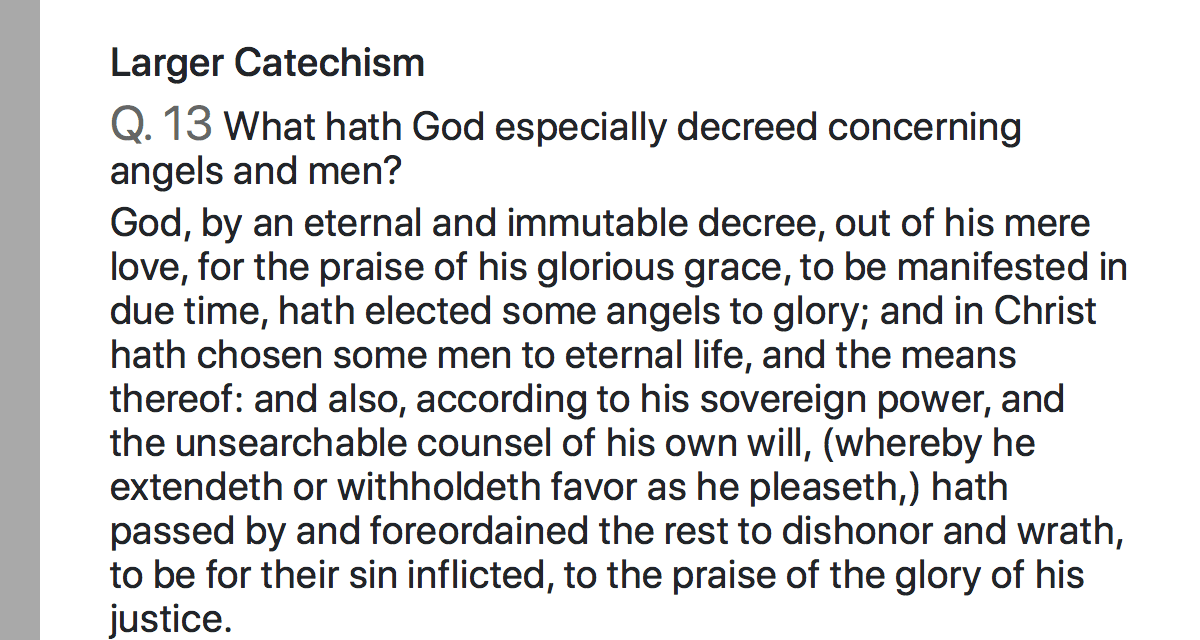 Larger Catechism
Q. 13 What hath God especially decreed concerning
angels and men?
God, by an eternal and immutable decree, out of his mere
love, for the praise of his glorious grace, to be manifested in
due time, hath elected some angels to glory; and in Christ
hath chosen some men to eternal life, and the means
thereof: and also, according to his sovereign power, and
the unsearchable counsel of his own will, (whereby he
extendeth or withholdeth favor as he pleaseth,) hath
passed by and foreordained the rest to dishonor and wrath,
to be for their sin inflicted, to the praise of the glory of his
justice.